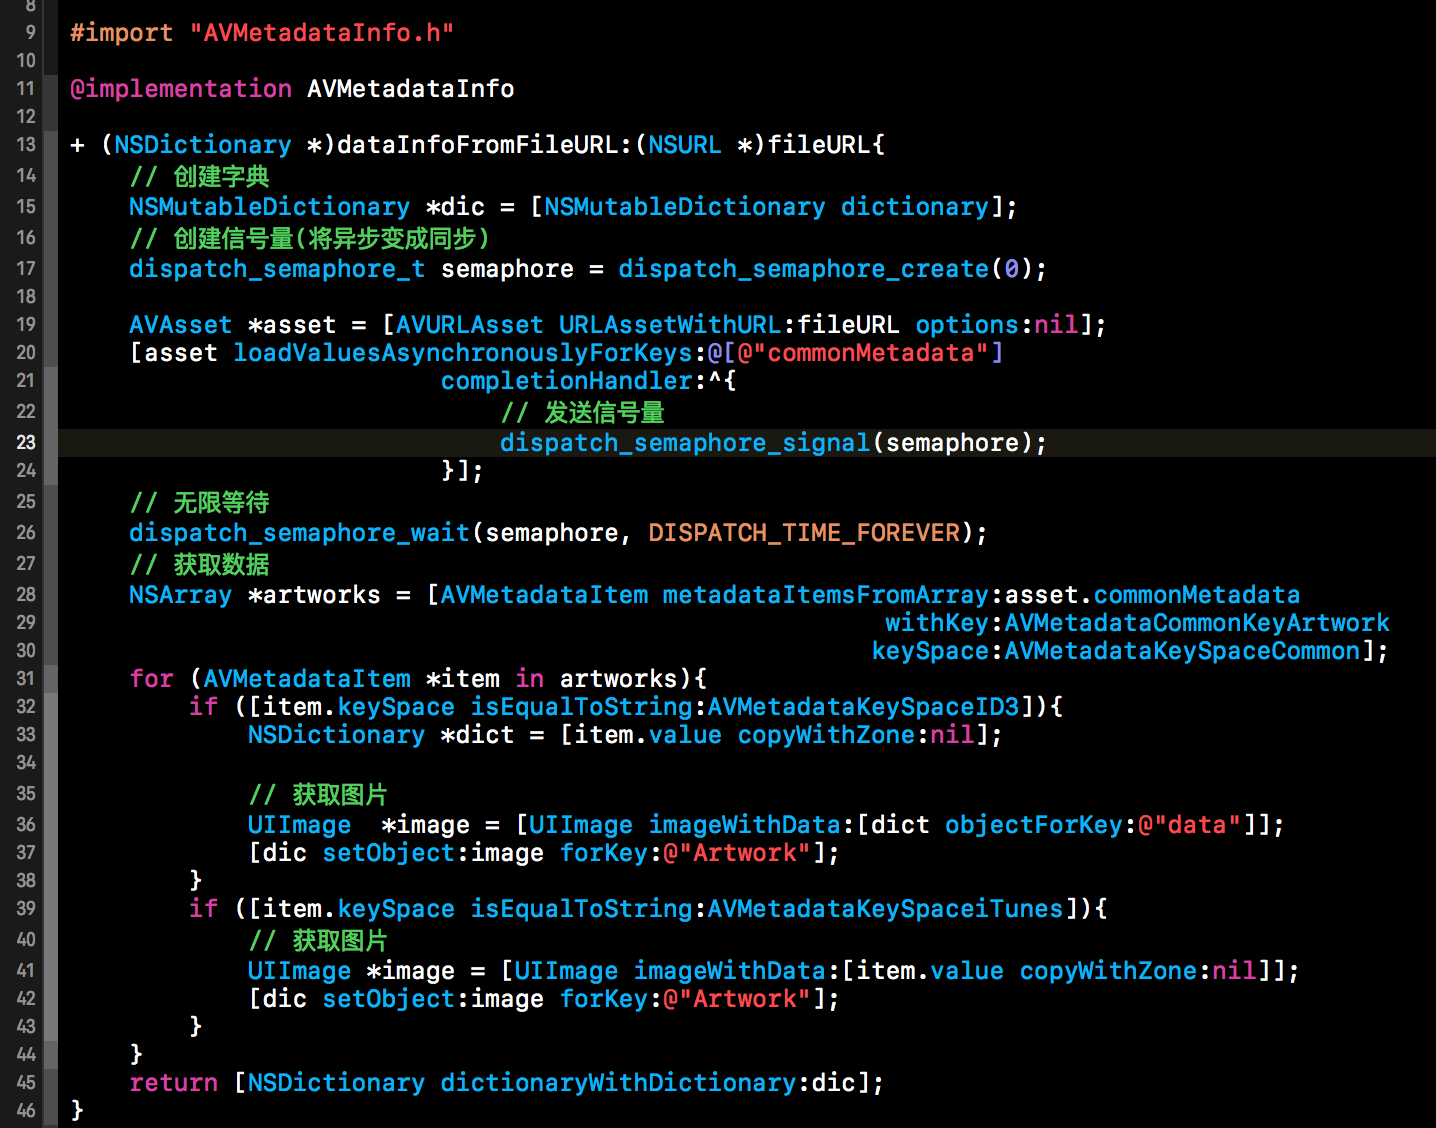 8
9 #import "AVMetadataInfo.h"
10
11 @implementation AVMetadataInfo
12
13 + (NSDictionary *)dataInfoFromFileURL:(NSURL *)fileURL{
14     // 创建字典
15     NSMutableDictionary *dic = [NSMutableDictionary dictionary];
16     // 创建信号量(将异步变成同步)
17     dispatch_semaphore_t semaphore = dispatch_semaphore_create(0);
18
19     AVAsset *asset = [AVURLAsset URLAssetWithURL:fileURL options:nil];
20     [asset loadValuesAsynchronouslyForKeys:@[@"commonMetadata"]
21                          completionHandler:^{
22                              // 发送信号量
23                              dispatch_semaphore_signal(semaphore);
24                          }];
25     // 无限等待
26     dispatch_semaphore_wait(semaphore, DISPATCH_TIME_FOREVER);
27     // 获取数据
28     NSArray *artworks = [AVMetadataItem metadataItemsFromArray:asset.commonMetadata
29                                                        withKey:AVMetadataCommonKeyArtwork
30                                                       keySpace:AVMetadataKeySpaceCommon];
31     for (AVMetadataItem *item in artworks){
32         if ([item.keySpace isEqualToString:AVMetadataKeySpaceID3]){
33             NSDictionary *dict = [item.value copyWithZone:nil];
34
35             // 获取图片
36             UIImage  *image = [UIImage imageWithData:[dict objectForKey:@"data"]];
37             [dic setObject:image forKey:@"Artwork"];
38         }
39         if ([item.keySpace isEqualToString:AVMetadataKeySpaceiTunes]){
40             // 获取图片
41             UIImage *image = [UIImage imageWithData:[item.value copyWithZone:nil]];
42             [dic setObject:image forKey:@"Artwork"];
43         }
44     }
45     return [NSDictionary dictionaryWithDictionary:dic];
46 }